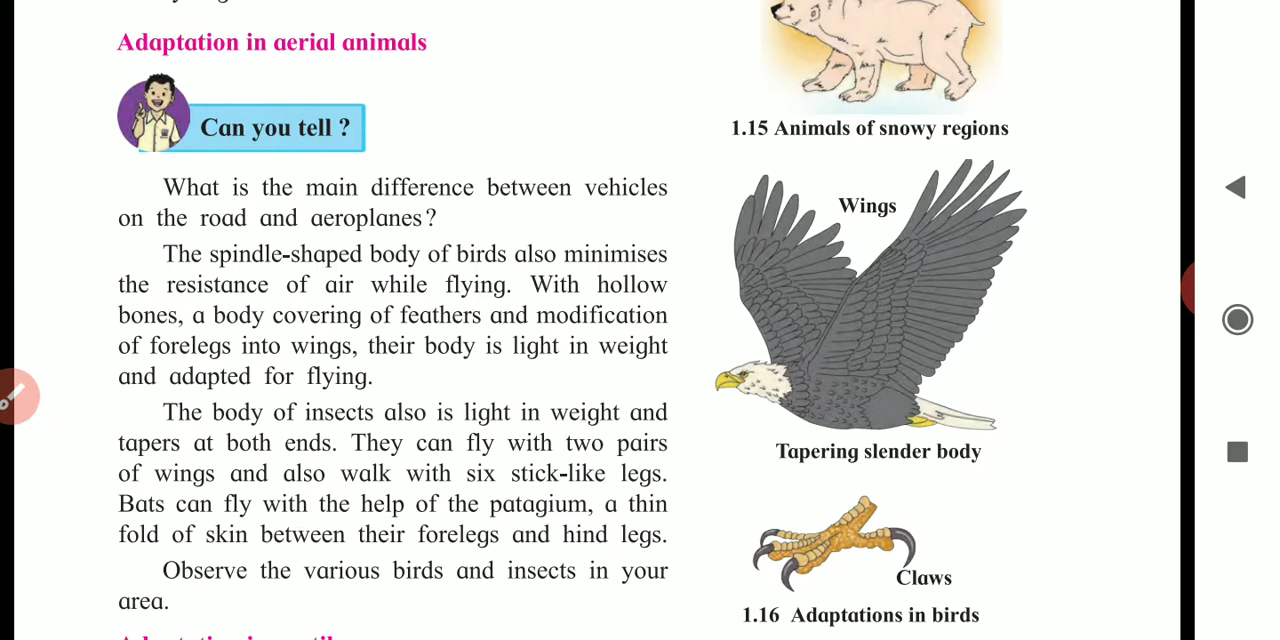 Adaptation in aerial animals
Can you tell ?
What is the main difference between vehicles
on the road and aeroplanes?
The spindle-shaped body of birds also minimises
the resistance of air while flying. With hollow
bones, a body covering of feathers and modification
of forelegs into wings, their body is light in weight
and adapted for flying.
The body of insects also is light in weight and
tapers at both ends. They can fly with two pairs
of wings and also walk with six stick-like legs.
Bats can fly with the help of the patagium, a thin
fold of skin between their forelegs and hind legs.
Observe the various birds and insects in your
area.
1.15 Animals of snowy regions
Wings
Tapering slender body
Claws
1.16 Adaptations in birds